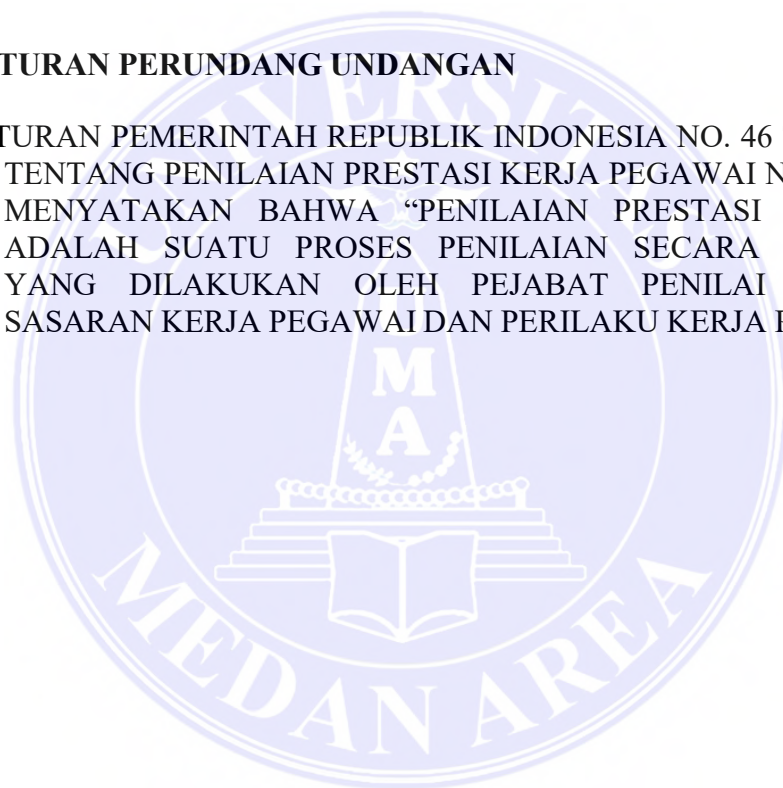 TURAN PERUNDANG UNDANGAN
TURAN PEMERINTAH REPUBLIK INDONESIA NO. 46
TENTANG PENILAIAN PRESTASI KERJA PEGAWAI N
MENYATAKAN BAHWA “PENILAIAN PRESTASI
ADALAH SUATU PROSES PENILAIAN SECARA
YANG DILAKUKAN OLEH PEJABAT PENILAI
SASARAN KERJA PEGAWAI DAN PERILAKU KERJA
UNIVERSITAS
M
A
MEDAN AREA